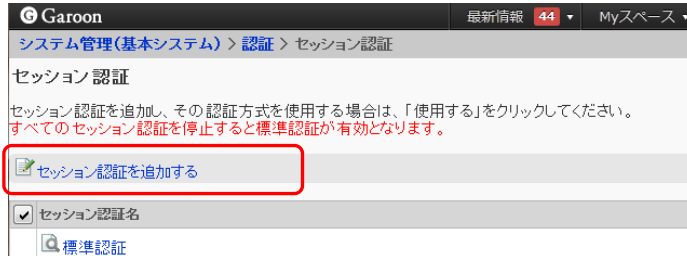 G Garoon 最新情報 44 ▼ Myスペース ▼
システム管理(基本システム) > 認証 > セッション認証
セッション認証
セッション認証を追加し、その認証方式を使用する場合は、「使用する」をクリックしてください。
すべてのセッション認証を停止すると標準認証が有効となります。
セッション認証を追加する
セッション認証名
標準認証